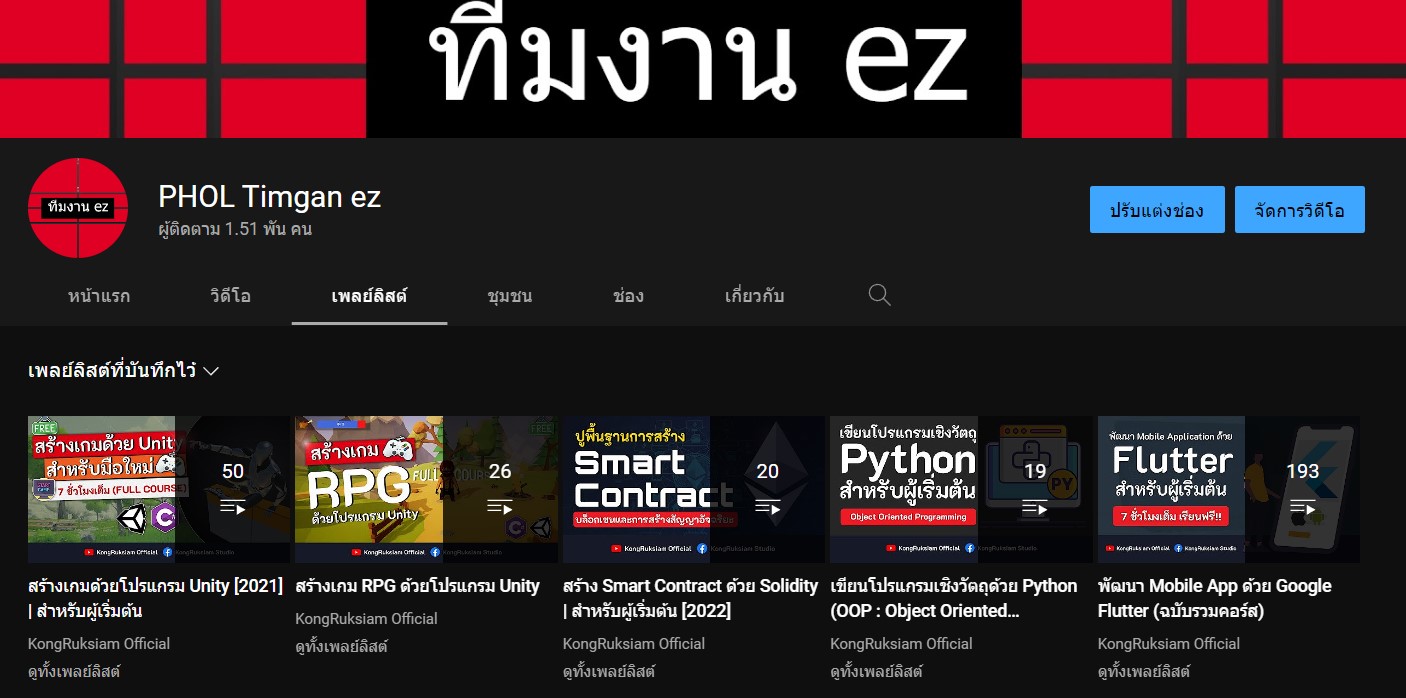 ทีมงาน ez
ทีมงาน ez
PHOL Timgan ez
ผู้ติดตาม 1.51 พัน คน
ปรับแต่งช่อง
จัดการวิดีโอ
หน้าแรก
วิดีโอ
เพลย์ลิสต์
ชุมชน
ช่อง
เกี่ยวกับ
เพลย์ลิสต์ที่บันทึกไว้
FREE
สร้างเกมด้วย Unity
สำหรับมือใหม่
7 ชั่วโมงเต็ม (FULL COURSE)
KongRuksiam Official KongRuksiam Studio
50
สร้างเกมด้วยโปรแกรม Unity [2021]
| สำหรับผู้เริ่มต้น
KongRuksiam Official
ดูทั้งเพลย์ลิสต์
FREE
สร้างเกม
RPG FULL COURSE
ด้วยโปรแกรม Unity
KongRuksiam Official KongRuksiam Studio
26
สร้างเกม RPG ด้วยโปรแกรม Unity
KongRuksiam Official
ดูทั้งเพลย์ลิสต์
ปูพื้นฐานการสร้าง
Smart
Contract
บล็อกเชนและการสร้างสัญญาอัจฉริยะ
KongRuksiam Official KongRuksiam Studio
20
สร้าง Smart Contract ด้วย Solidity
| สำหรับผู้เริ่มต้น [2022]
KongRuksiam Official
ดูทั้งเพลย์ลิสต์
เขียนโปรแกรมเชิงวัตถุ
Python
สำหรับผู้เริ่มต้น
Object Oriented Programming
KongRuksiam Official KongRuksiam Studio
PY
19
เขียนโปรแกรมเชิงวัตถุด้วย Python
(OOP : Object Oriented...
KongRuksiam Official
ดูทั้งเพลย์ลิสต์
พัฒนา Mobile Application ด้วย
Flutter
สำหรับผู้เริ่มต้น
7 ชั่วโมงเต็ม เรียนฟรี!!
KongRuksiam Official KongRuksiam Studio
193
พัฒนา Mobile App ด้วย Google
Flutter (ฉบับรวมคอร์ส)
KongRuksiam Official
ดูทั้งเพลย์ลิสต์